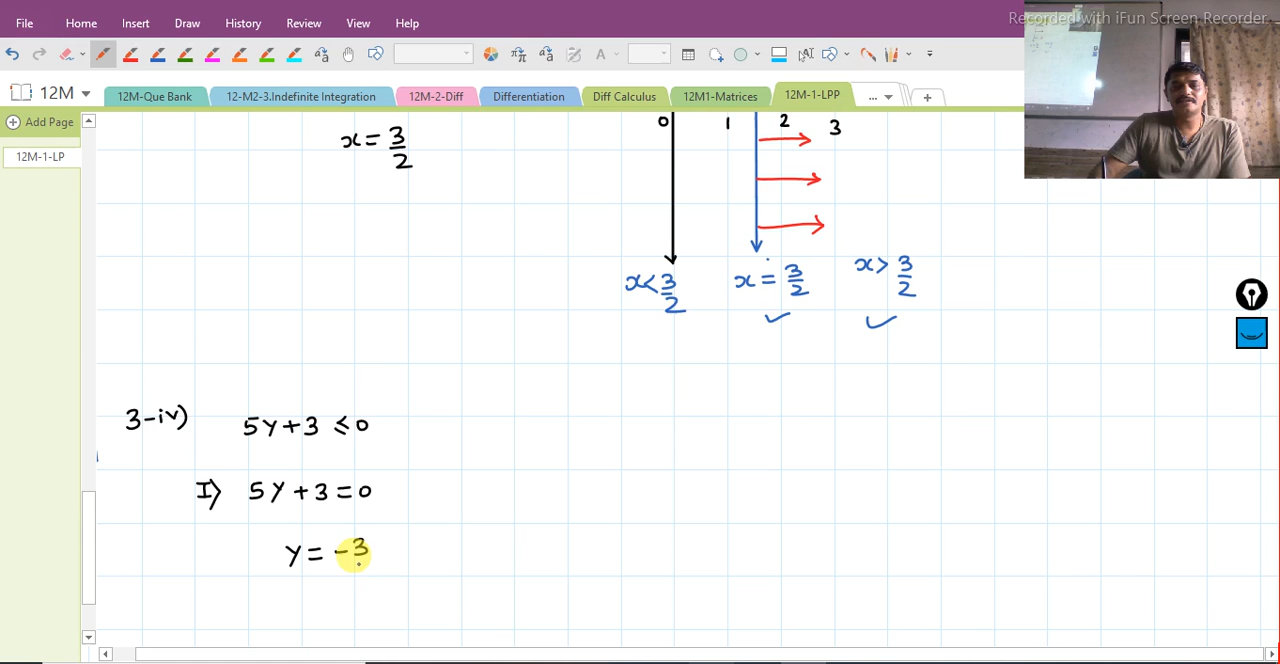 File Home Insert Draw History Review View Help
Recorded with iFun Screen Recorder
12M
12M-Que Bank 12-M2-3.Indefinite Integration 12M-2-Diff Differentiation Diff Calculus 12M1-Matrices 12M-1-LPP ... +
Add Page
12M-1-LP
0 1 2 3
x = 3/2
x < 3/2 x = 3/2 x > 3/2
✓ ✓
3-iv) 5y+3 ≤0
I) 5y+3=0
y = -3